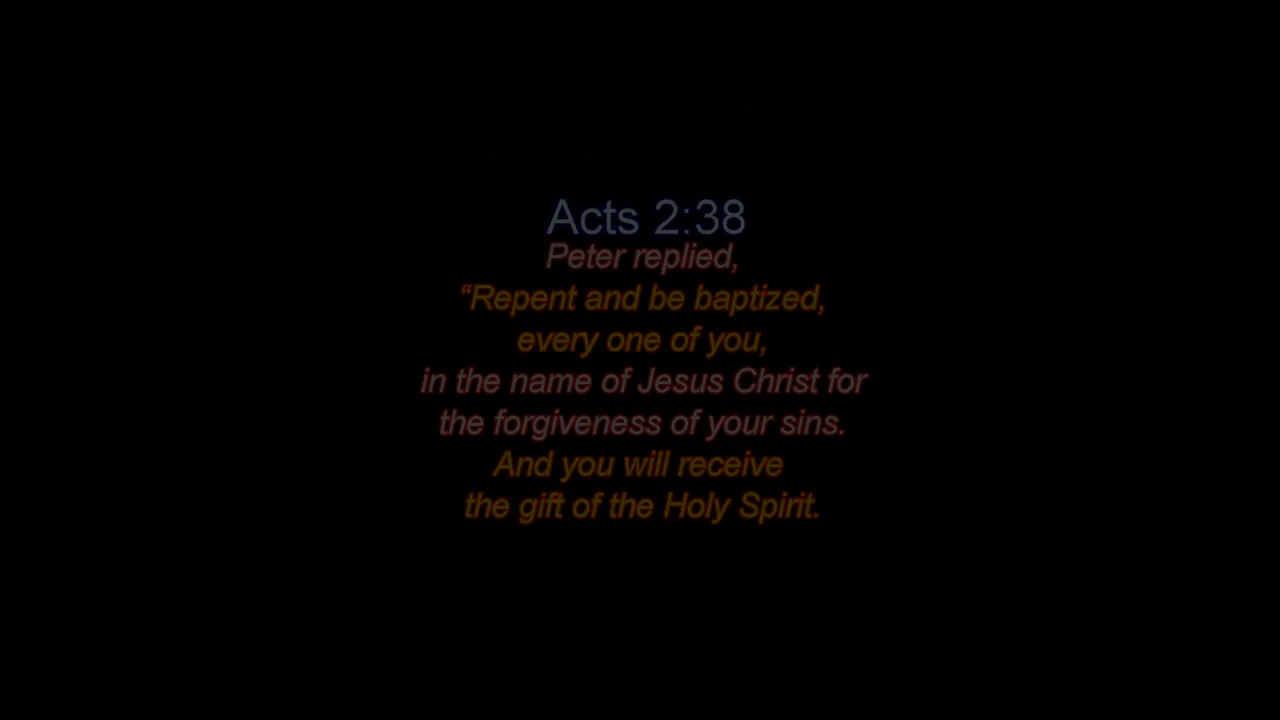 Acts 2:38
Peter replied,
“Repent and be baptized,
every one of you,
in the name of Jesus Christ for
the forgiveness of your sins.
And you will receive
the gift of the Holy Spirit.